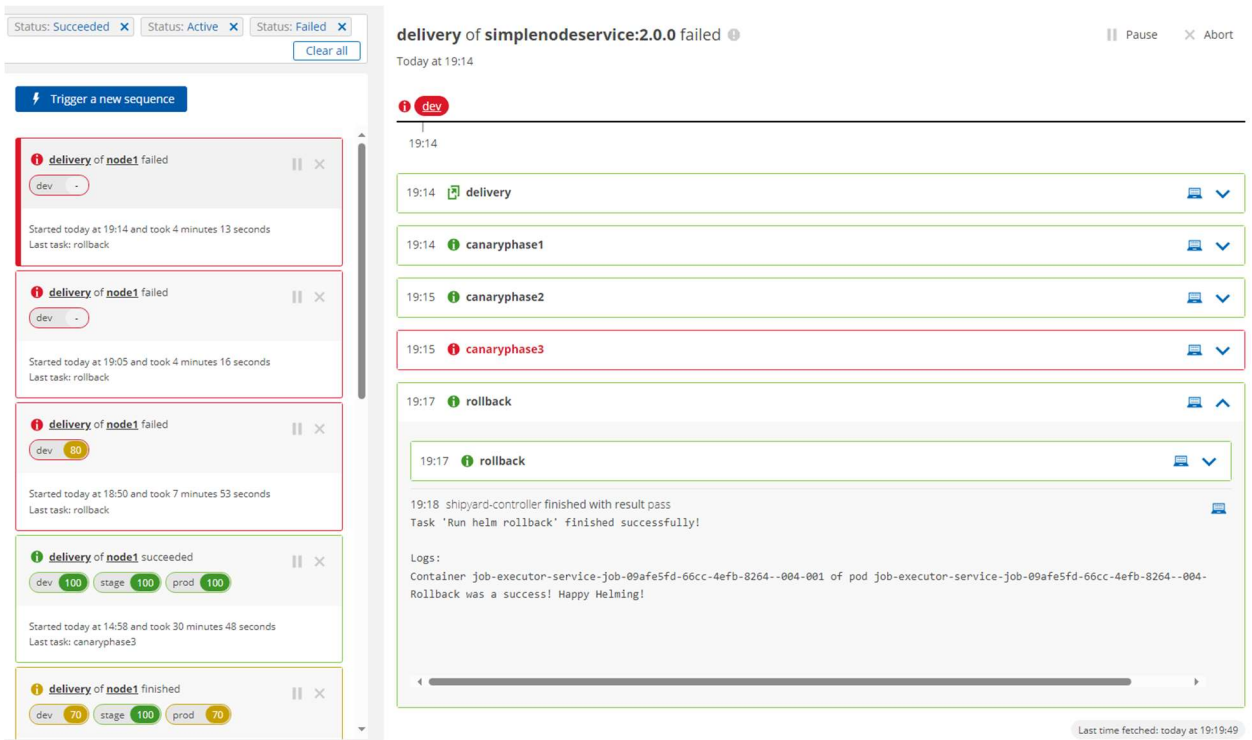 Status: Succeeded ✕ Status: Active ✕ Status: Failed ✕
Clear all
Trigger a new sequence
delivery of node1 failed
dev -
Started today at 19:14 and took 4 minutes 13 seconds
Last task: rollback
delivery of node1 failed
dev -
Started today at 19:05 and took 4 minutes 16 seconds
Last task: rollback
delivery of node1 failed
dev 80
Started today at 18:50 and took 7 minutes 53 seconds
Last task: rollback
delivery of node1 succeeded
dev 100 stage 100 prod 100
Started today at 14:58 and took 30 minutes 48 seconds
Last task: canaryphase3
delivery of node1 finished
dev 70 stage 100 prod 70
delivery of simplenodeservice:2.0.0 failed
Pause Abort
Today at 19:14
dev
19:14
19:14 delivery
19:14 canaryphase1
19:15 canaryphase2
19:15 canaryphase3
19:17 rollback
19:17 rollback
19:18 shipyard-controller finished with result pass
Task 'Run helm rollback' finished successfully!
Logs:
Container job-executor-service-job-09afe5fd-66cc-4efb-8264--004-001 of pod job-executor-service-job-09afe5fd-66cc-4efb-8264--004-
Rollback was a success! Happy Helming!
Last time fetched: today at 19:19:49